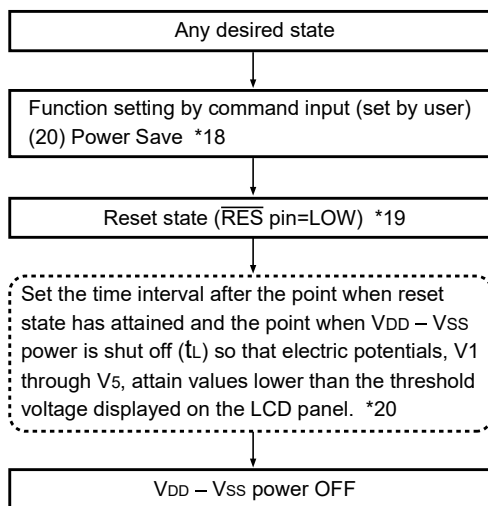 Any desired state
Function setting by command input (set by user)
(20) Power Save *18
Reset state (RES pin=LOW) *19
Set the time interval after the point when reset
state has attained and the point when VDD – VSS
power is shut off (tL) so that electric potentials, V1
through V5, attain values lower than the threshold
voltage displayed on the LCD panel. *20
VDD – VSS power OFF